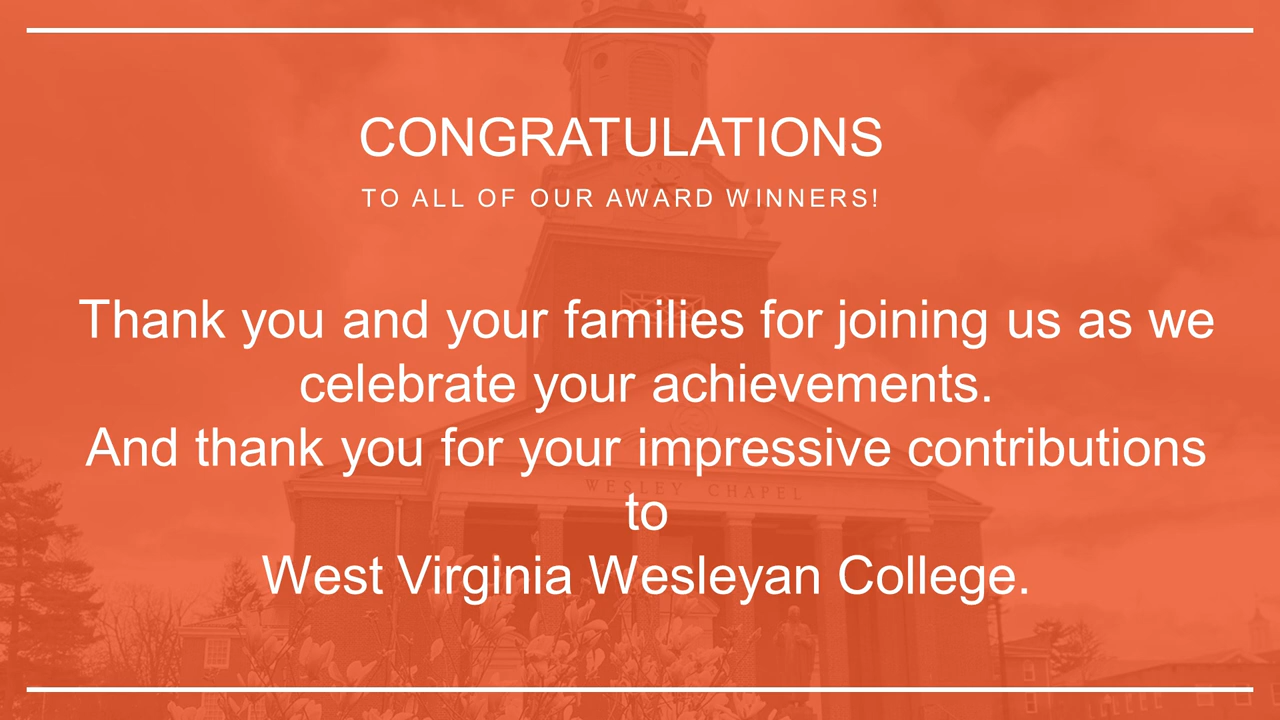 CONGRATULATIONS
TO ALL OF OUR AWARD WINNERS!
Thank you and your families for joining us as we
celebrate your achievements.
And thank you for your impressive contributions
to
West Virginia Wesleyan College.
WESLEY CHAPEL